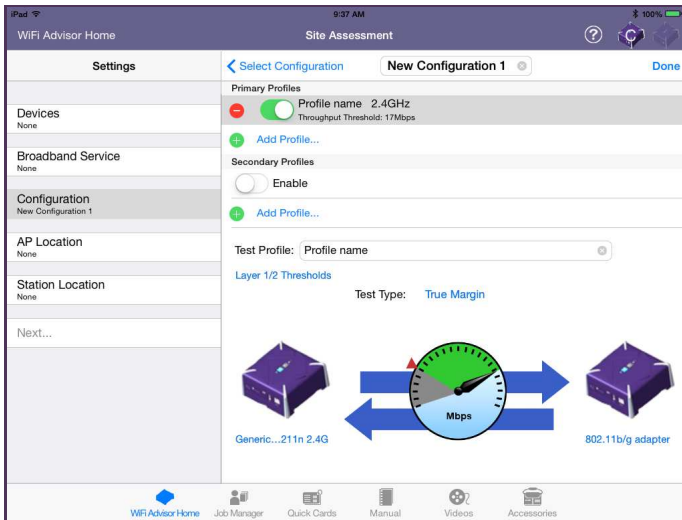 iPad
9:37 AM
100%
WiFi Advisor Home
Site Assessment
?
C
Settings
Select Configuration
New Configuration 1
Done
Primary Profiles
Profile name 2.4GHz
Throughput Threshold: 17Mbps
Add Profile...
Secondary Profiles
Enable
Add Profile...
Devices
None
Broadband Service
None
Configuration
New Configuration 1
AP Location
None
Station Location
None
Next...
Test Profile: Profile name
Layer 1/2 Thresholds
Test Type: True Margin
Mbps
Generic...211n 2.4G
802.11b/g adapter
WiFi Advisor Home
Job Manager
Quick Cards
Manual
Videos
Accessories